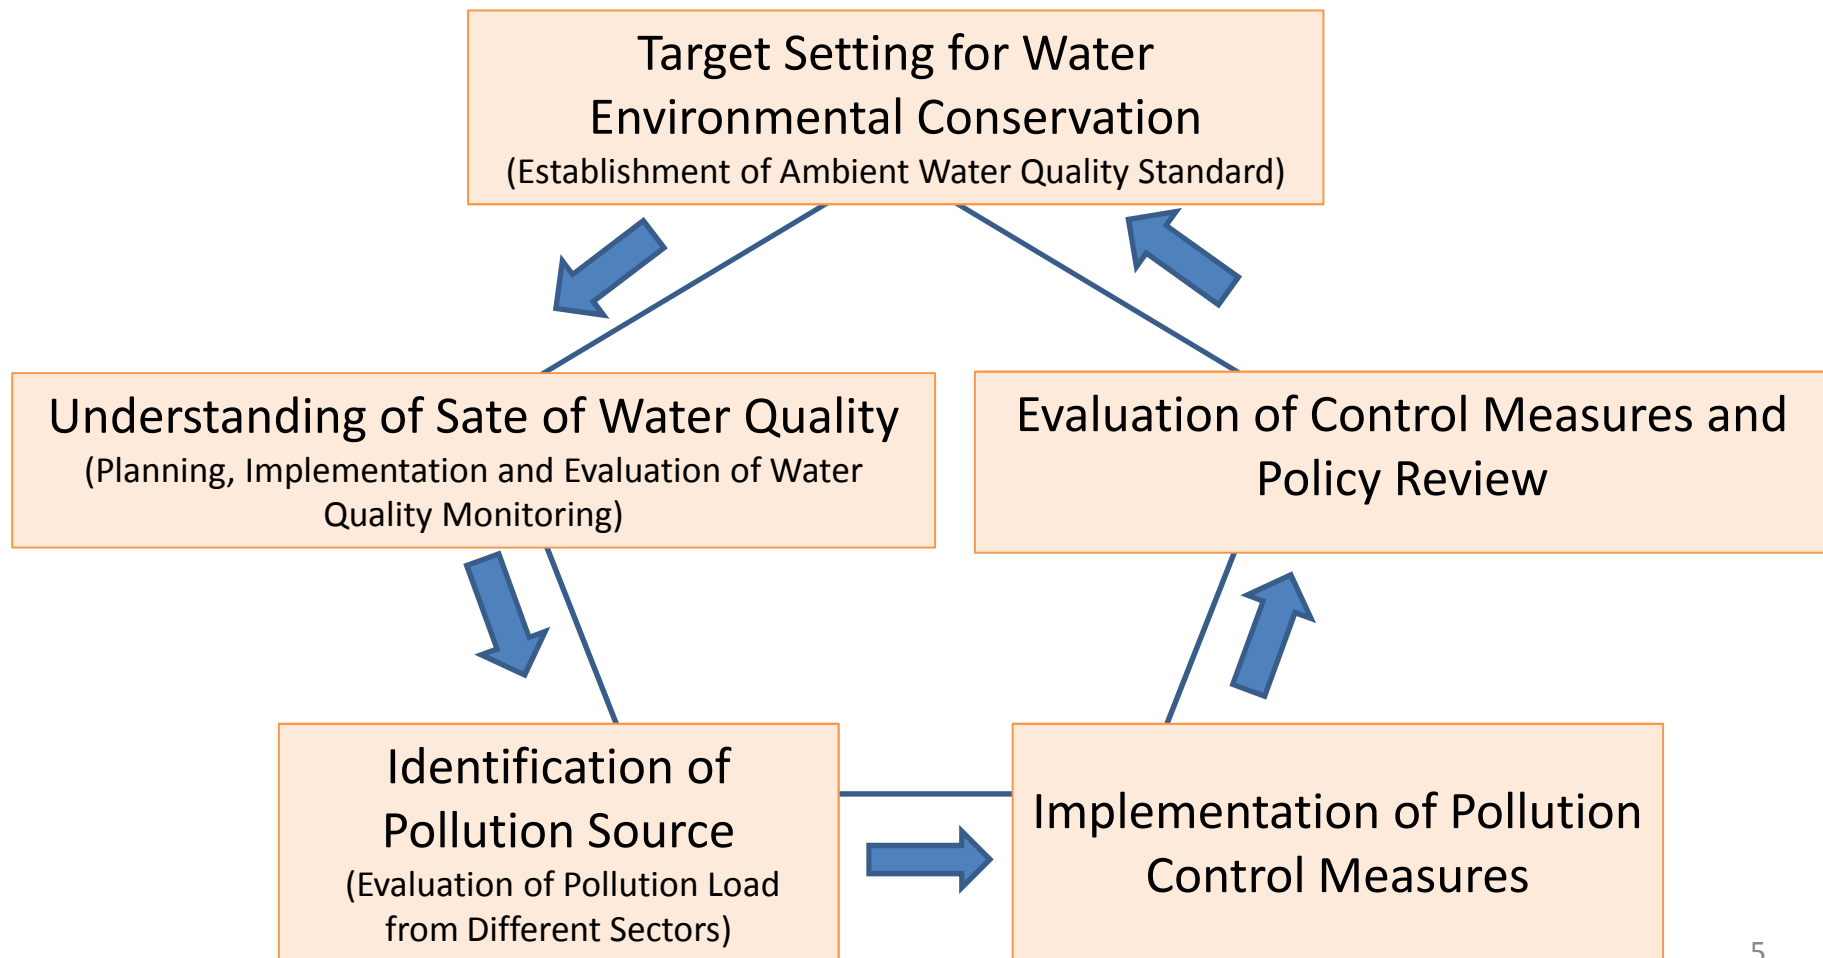 Target Setting for Water
Environmental Conservation
(Establishment of Ambient Water Quality Standard)
Understanding of Sate of Water Quality
(Planning, Implementation and Evaluation of Water
Quality Monitoring)
Evaluation of Control Measures and
Policy Review
Identification of
Pollution Source
(Evaluation of Pollution Load
from Different Sectors)
Implementation of Pollution
Control Measures
5